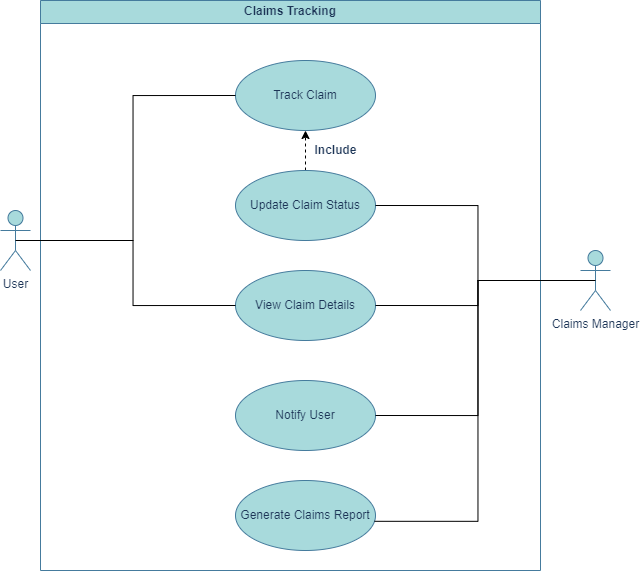 Claims Tracking
Track Claim
Include
Update Claim Status
User
View Claim Details
Claims Manager
Notify User
Generate Claims Report